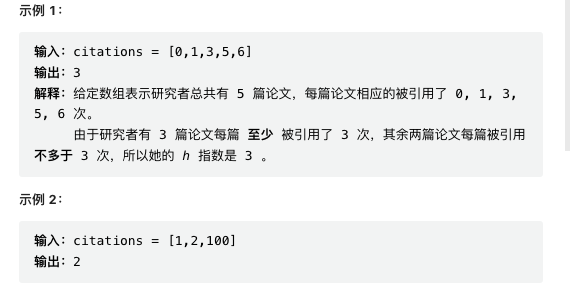 示例 1：
输入：citations = [0,1,3,5,6]
输出：3
解释：给定数组表示研究者总共有 5 篇论文，每篇论文相应的被引用了 0, 1, 3,
5, 6 次。
由于研究者有 3 篇论文每篇 至少 被引用了 3 次，其余两篇论文每篇被引用
不多于 3 次，所以她的 h 指数是 3 。
示例 2：
输入：citations = [1,2,100]
输出：2